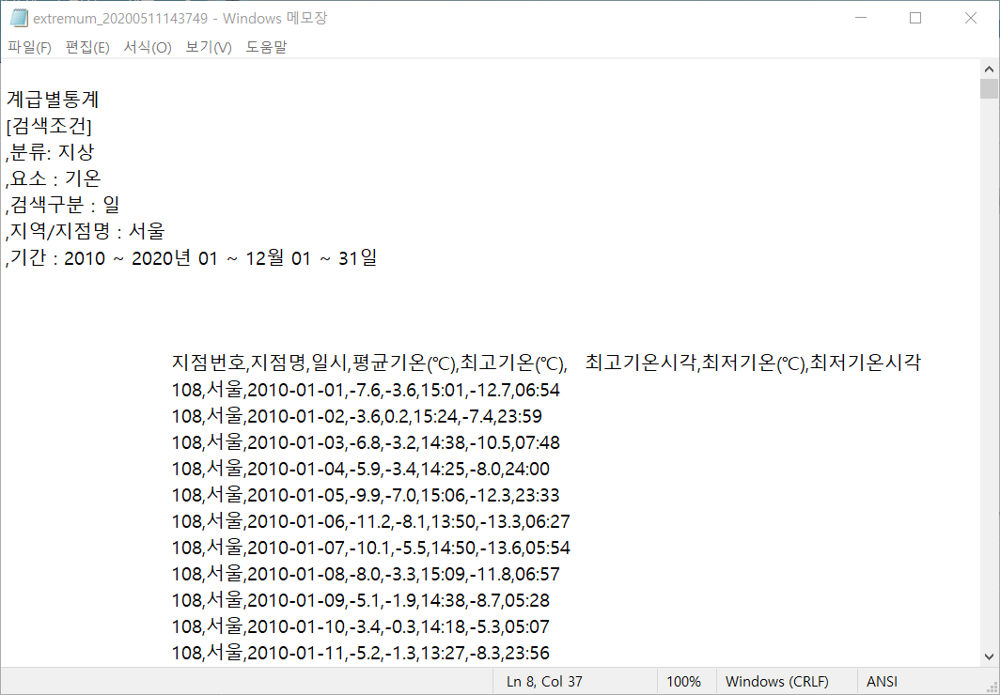 extremum_20200511143749 - Windows 메모장
파일(F) 편집(E) 서식(O) 보기(V) 도움말
계급별통계
[검색조건]
,분류: 지상
,요소 : 기온
,검색구분 : 일
,지역/지점명 : 서울
,기간 : 2010 ~ 2020년 01 ~ 12월 01 ~ 31일
지점번호,지점명,일시,평균기온(℃),최고기온(℃), 최고기온시각,최저기온(℃),최저기온시각
108,서울,2010-01-01,-7.6,-3.6,15:01,-12.7,06:54
108,서울,2010-01-02,-3.6,0.2,15:24,-7.4,23:59
108,서울,2010-01-03,-6.8,-3.2,14:38,-10.5,07:48
108,서울,2010-01-04,-5.9,-3.4,14:25,-8.0,24:00
108,서울,2010-01-05,-9.9,-7.0,15:06,-12.3,23:33
108,서울,2010-01-06,-11.2,-8.1,13:50,-13.3,06:27
108,서울,2010-01-07,-10.1,-5.5,14:50,-13.6,05:54
108,서울,2010-01-08,-8.0,-3.3,15:09,-11.8,06:57
108,서울,2010-01-09,-5.1,-1.9,14:38,-8.7,05:28
108,서울,2010-01-10,-3.4,-0.3,14:18,-5.3,05:07
108,서울,2010-01-11,-5.2,-1.3,13:27,-8.3,23:56
Ln 8, Col 37 100% Windows (CRLF) ANSI